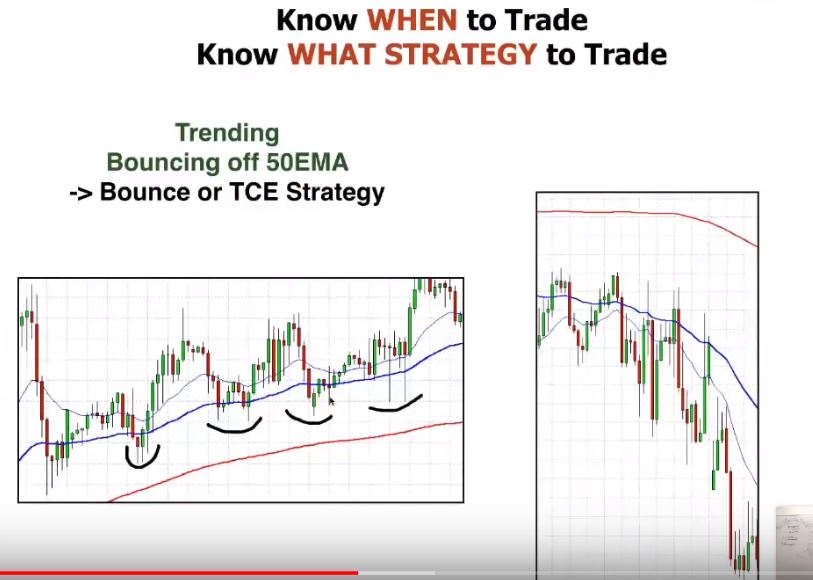 Know WHEN to Trade
Know WHAT STRATEGY to Trade
Trending
Bouncing off 50EMA
-> Bounce or TCE Strategy